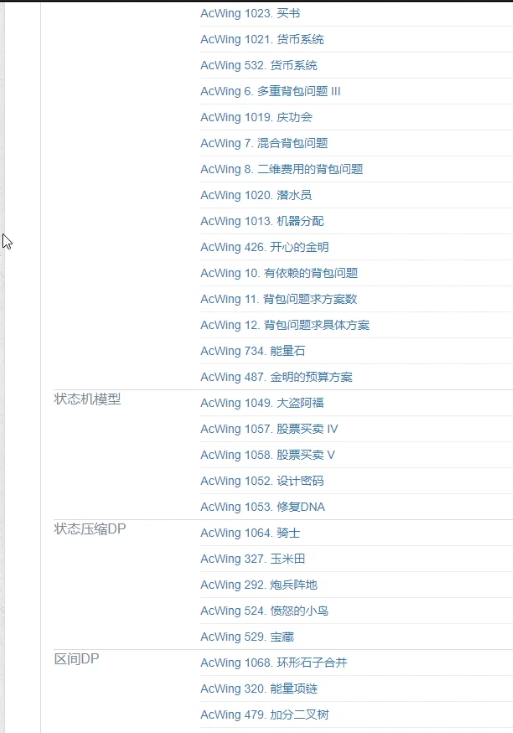 AcWing 1023. 买书
AcWing 1021. 货币系统
AcWing 532. 货币系统
AcWing 6. 多重背包问题 III
AcWing 1019. 庆功会
AcWing 7. 混合背包问题
AcWing 8. 二维费用的背包问题
AcWing 1020. 潜水员
AcWing 1013. 机器分配
AcWing 426. 开心的金明
AcWing 10. 有依赖的背包问题
AcWing 11. 背包问题求方案数
AcWing 12. 背包问题求具体方案
AcWing 734. 能量石
AcWing 487. 金明的预算方案
状态机模型
AcWing 1049. 大盗阿福
AcWing 1057. 股票买卖 IV
AcWing 1058. 股票买卖 V
AcWing 1052. 设计密码
AcWing 1053. 修复DNA
状态压缩DP
AcWing 1064. 骑士
AcWing 327. 玉米田
AcWing 292. 炮兵阵地
AcWing 524. 愤怒的小鸟
AcWing 529. 宝藏
区间DP
AcWing 1068. 环形石子合并
AcWing 320. 能量项链
AcWing 479. 加分二叉树